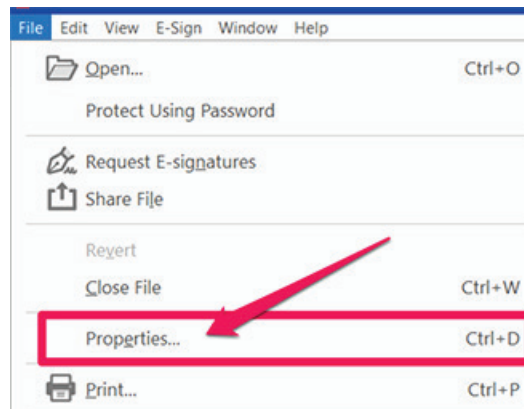 File Edit View E-Sign Window Help
Open... Ctrl+O
Protect Using Password
Request E-signatures
Share File
Revert
Close File Ctrl+W
Properties... Ctrl+D
Print... Ctrl+P